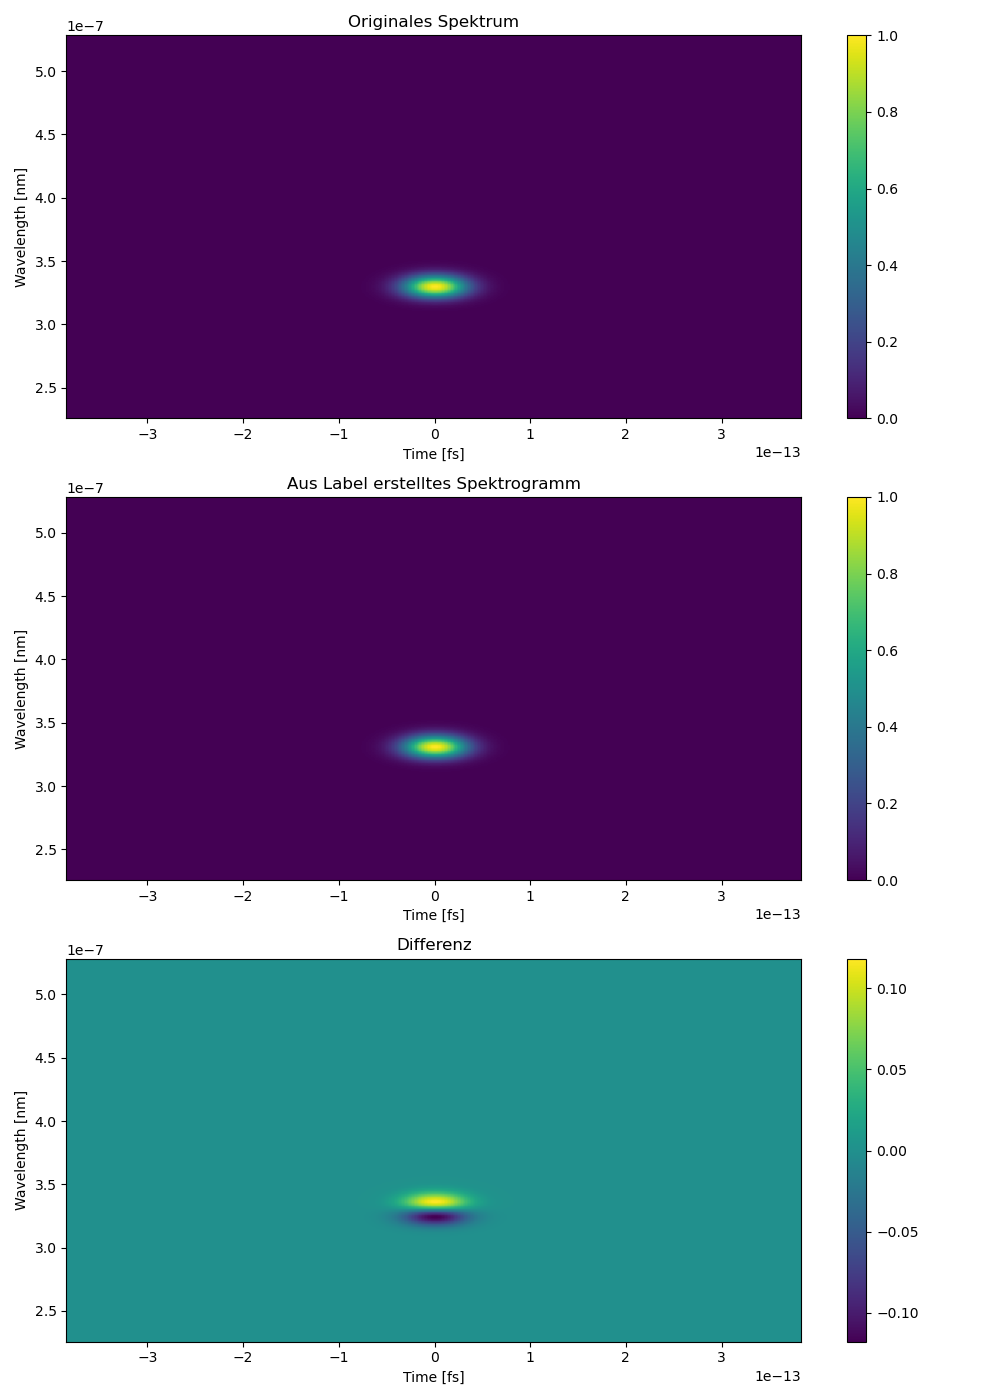 Originales Spektrum
1e−7
5.0
4.5
4.0
3.5
3.0
2.5
Wavelength [nm]
−3 −2 −1 0 1 2 3
Time [fs]
1e−13
1.0
0.8
0.6
0.4
0.2
0.0
Aus Label erstelltes Spektrogramm
1e−7
5.0
4.5
4.0
3.5
3.0
2.5
Wavelength [nm]
−3 −2 −1 0 1 2 3
Time [fs]
1e−13
1.0
0.8
0.6
0.4
0.2
0.0
Differenz
1e−7
5.0
4.5
4.0
3.5
3.0
2.5
Wavelength [nm]
−3 −2 −1 0 1 2 3
Time [fs]
1e−13
0.10
0.05
0.00
−0.05
−0.10